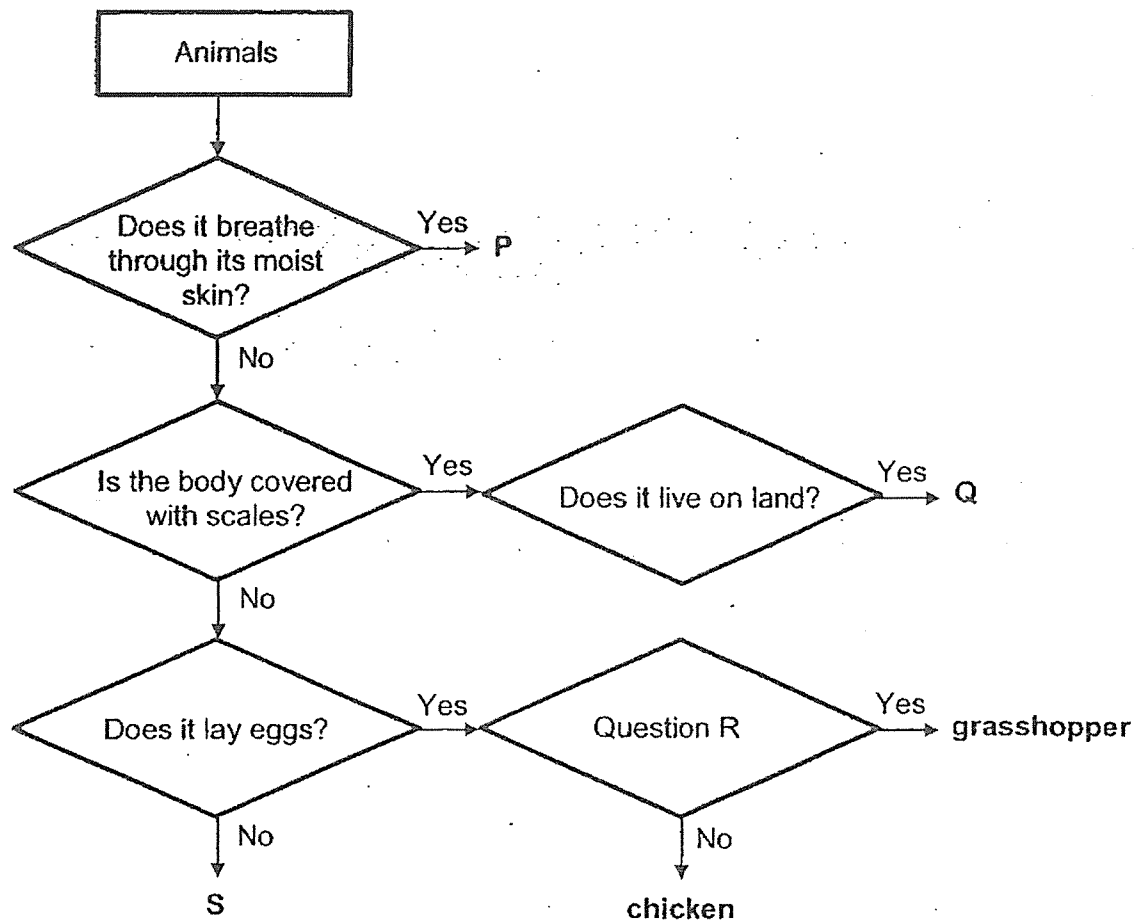 Animals
Does it breathe
through its moist
skin?
Yes
P
No
Is the body covered
with scales?
Yes
Does it live on land?
Yes
Q
No
Does it lay eggs?
Yes
Question R
Yes
grasshopper
No
S
No
chicken